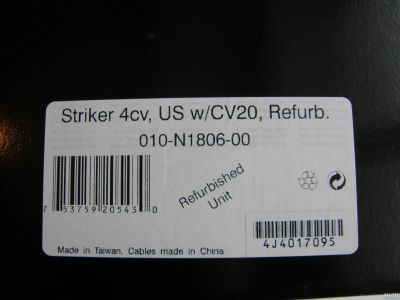 Striker 4cv, US w/CV20, Refurb.
010-N1806-00
Refurbished
Unit
7 53759 20543 0
4J4017095
Made in Taiwan. Cables made in China